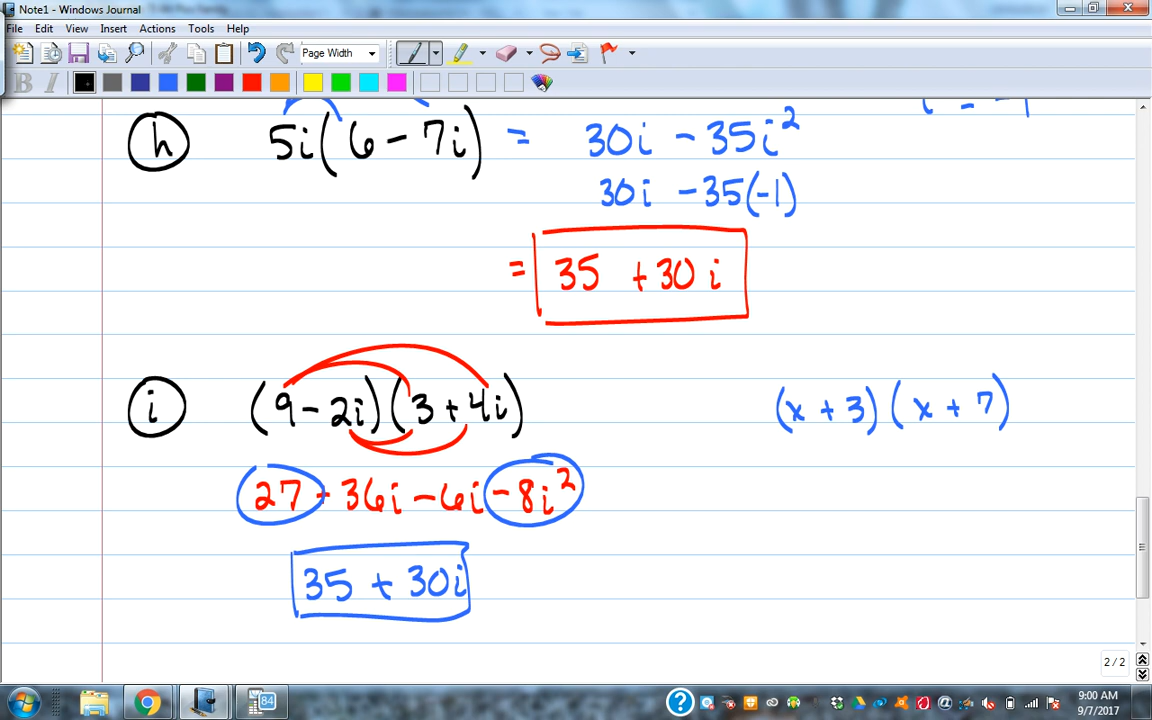 Note1 - Windows Journal
File Edit View Insert Actions Tools Help
Page Width
B I
h 5i(6 - 7i) = 30i - 35i²
30i - 35(-1)
= 35 + 30i
i (9 - 2i)(3 + 4i) (x + 3)(x + 7)
27 + 36i - 6i - 8i²
35 + 30i
2/2
84
9:00 AM
9/7/2017